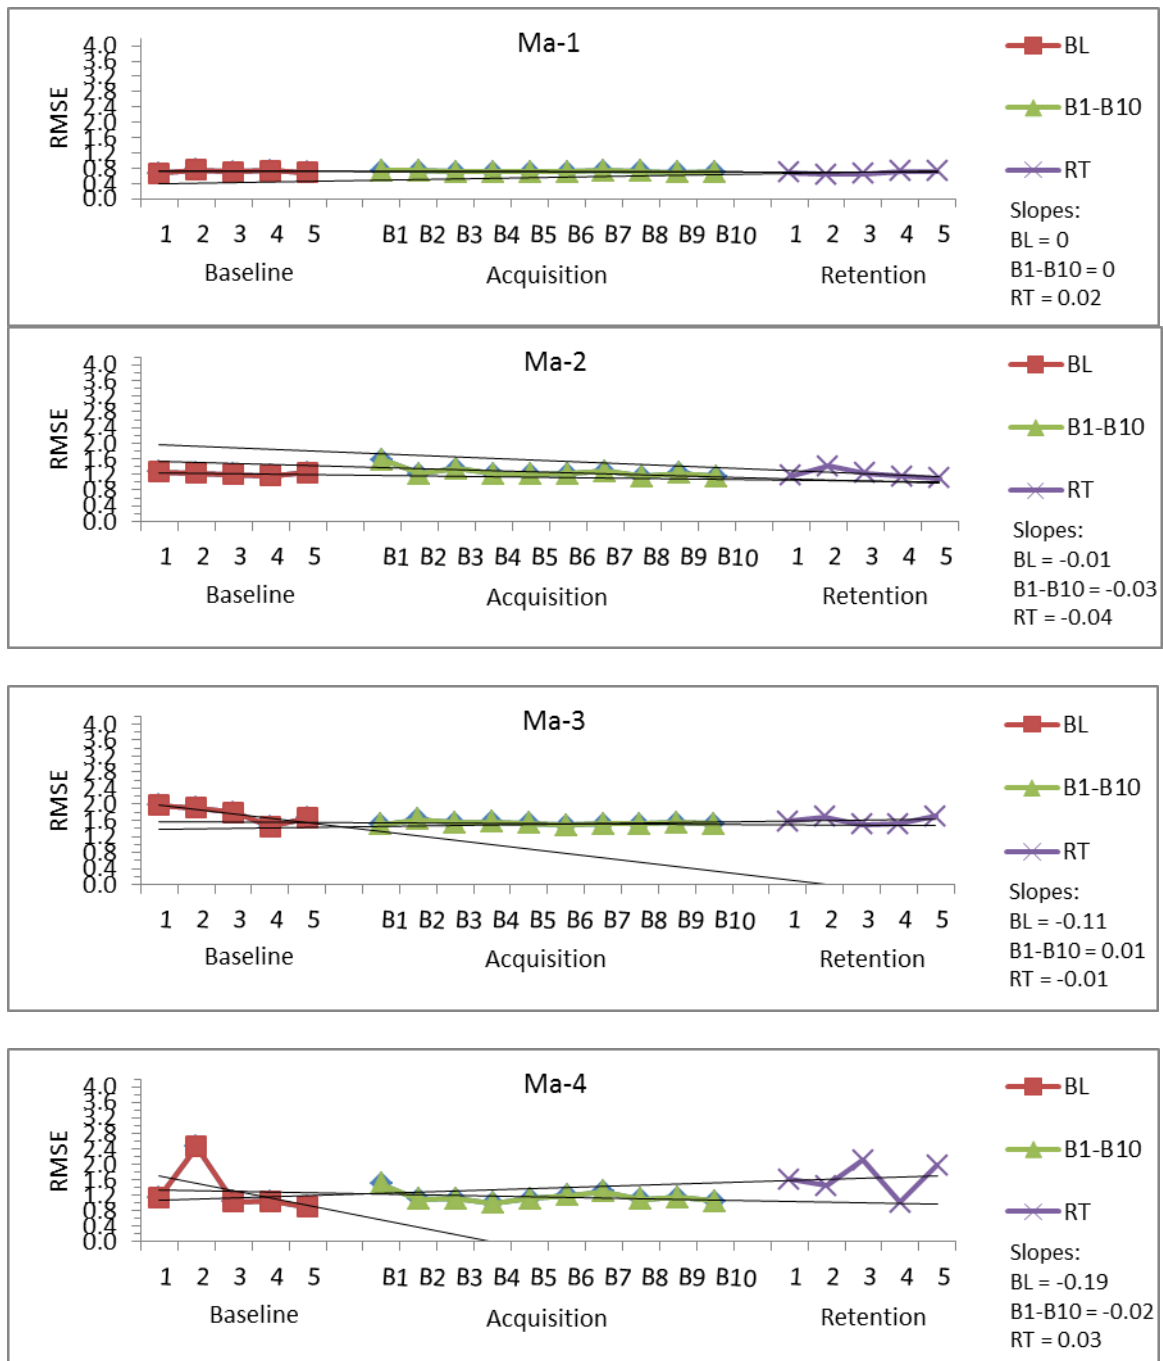 Ma-1
RMSE
4.0
3.6
3.2
2.8
2.4
2.0
1.6
1.2
0.8
0.4
0.0
1 2 3 4 5 B1 B2 B3 B4 B5 B6 B7 B8 B9 B10 1 2 3 4 5
Baseline Acquisition Retention
BL
B1-B10
RT
Slopes:
BL = 0
B1-B10 = 0
RT = 0.02
Ma-2
RMSE
4.0
3.6
3.2
2.8
2.4
2.0
1.6
1.2
0.8
0.4
0.0
1 2 3 4 5 B1 B2 B3 B4 B5 B6 B7 B8 B9 B10 1 2 3 4 5
Baseline Acquisition Retention
BL
B1-B10
RT
Slopes:
BL = -0.01
B1-B10 = -0.03
RT = -0.04
Ma-3
RMSE
4.0
3.6
3.2
2.8
2.4
2.0
1.6
1.2
0.8
0.4
0.0
1 2 3 4 5 B1 B2 B3 B4 B5 B6 B7 B8 B9 B10 1 2 3 4 5
Baseline Acquisition Retention
BL
B1-B10
RT
Slopes:
BL = -0.11
B1-B10 = 0.01
RT = -0.01
Ma-4
RMSE
4.0
3.6
3.2
2.8
2.4
2.0
1.6
1.2
0.8
0.4
0.0
1 2 3 4 5 B1 B2 B3 B4 B5 B6 B7 B8 B9 B10 1 2 3 4 5
Baseline Acquisition Retention
BL
B1-B10
RT
Slopes:
BL = -0.19
B1-B10 = -0.02
RT = 0.03